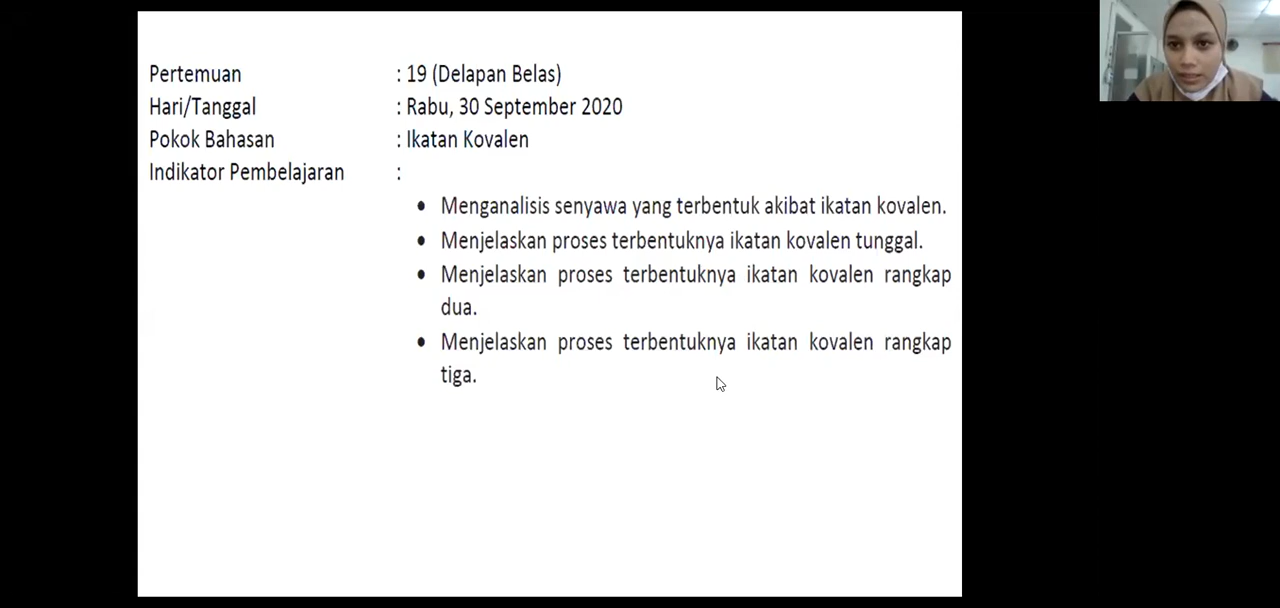 Pertemuan : 19 (Delapan Belas)
Hari/Tanggal : Rabu, 30 September 2020
Pokok Bahasan : Ikatan Kovalen
Indikator Pembelajaran :
• Menganalisis senyawa yang terbentuk akibat ikatan kovalen.
• Menjelaskan proses terbentuknya ikatan kovalen tunggal.
• Menjelaskan proses terbentuknya ikatan kovalen rangkap
dua.
• Menjelaskan proses terbentuknya ikatan kovalen rangkap
tiga.